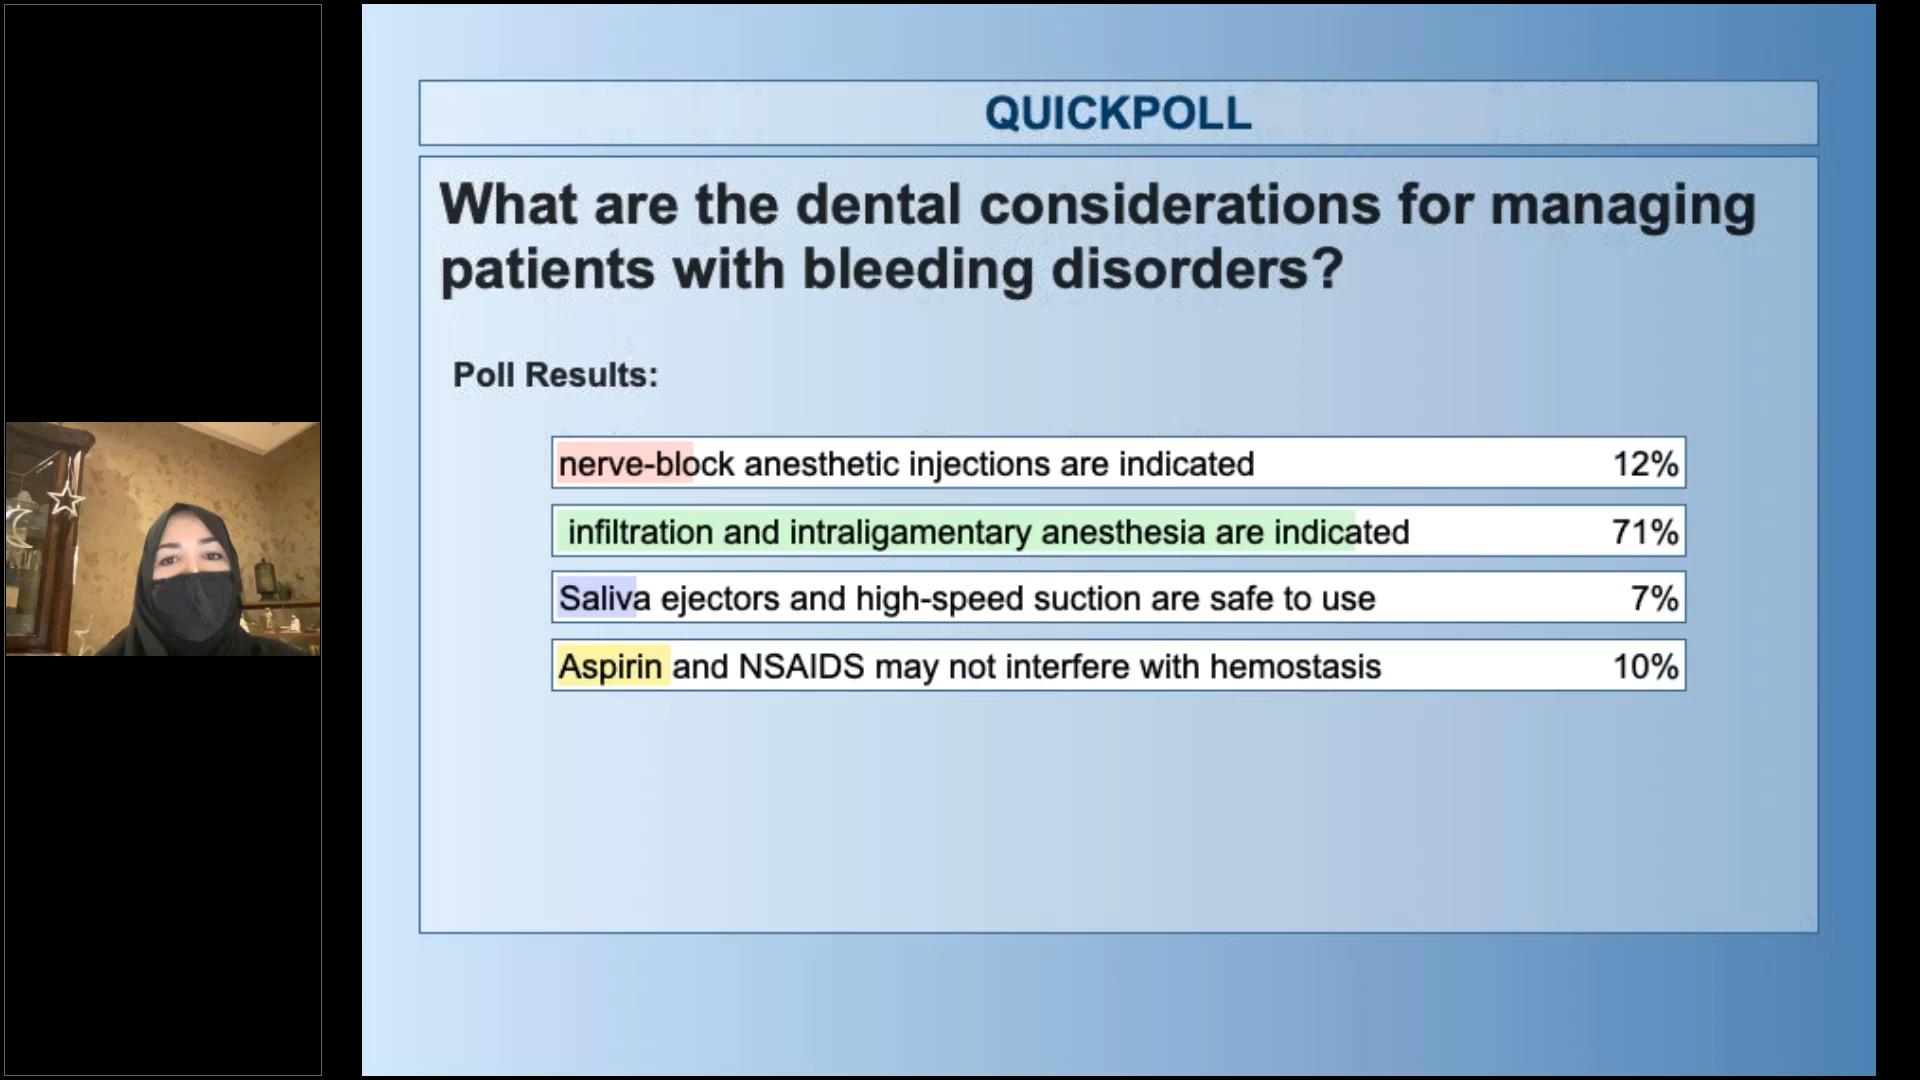 QUICKPOLL
What are the dental considerations for managing
patients with bleeding disorders?
Poll Results:
nerve-block anesthetic injections are indicated 12%
infiltration and intraligamentary anesthesia are indicated 71%
Saliva ejectors and high-speed suction are safe to use 7%
Aspirin and NSAIDS may not interfere with hemostasis 10%